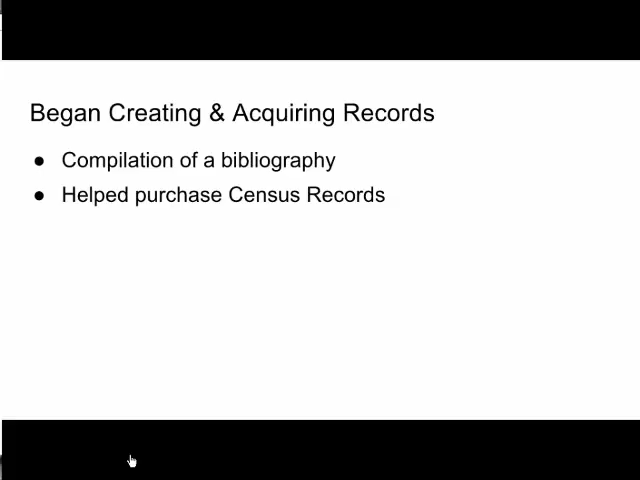 Began Creating & Acquiring Records
● Compilation of a bibliography
● Helped purchase Census Records